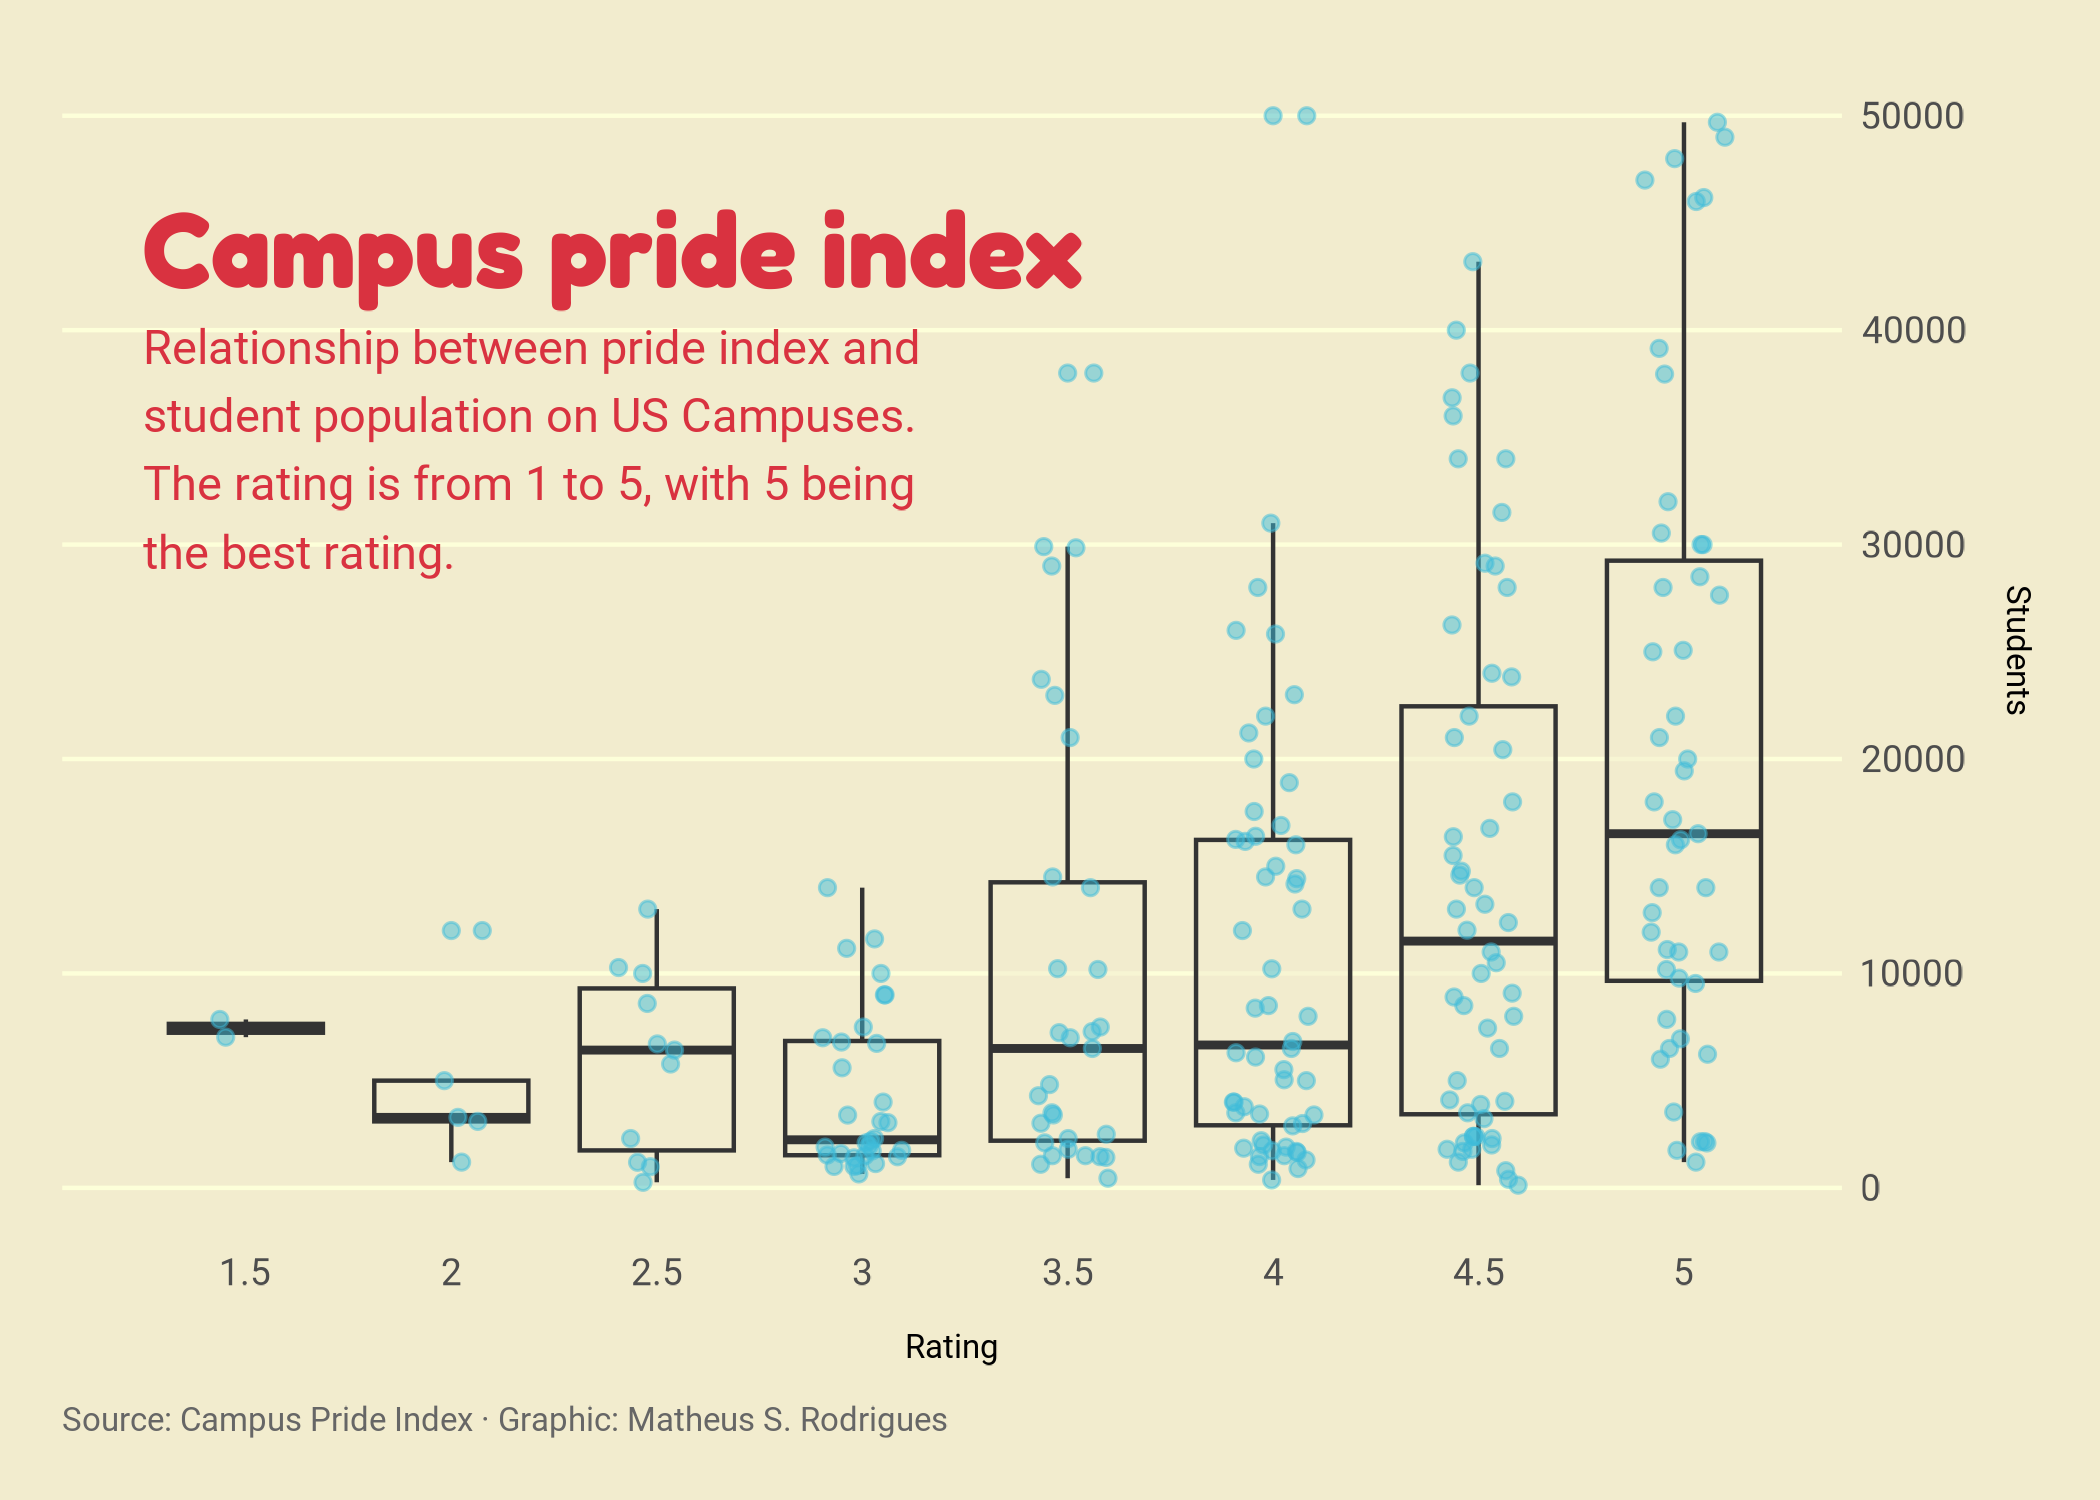 Campus pride index
Relationship between pride index and
student population on US Campuses.
The rating is from 1 to 5, with 5 being
the best rating.
50000
40000
30000
20000
10000
0
Students
1.5 2 2.5 3 3.5 4 4.5 5
Rating
Source: Campus Pride Index · Graphic: Matheus S. Rodrigues